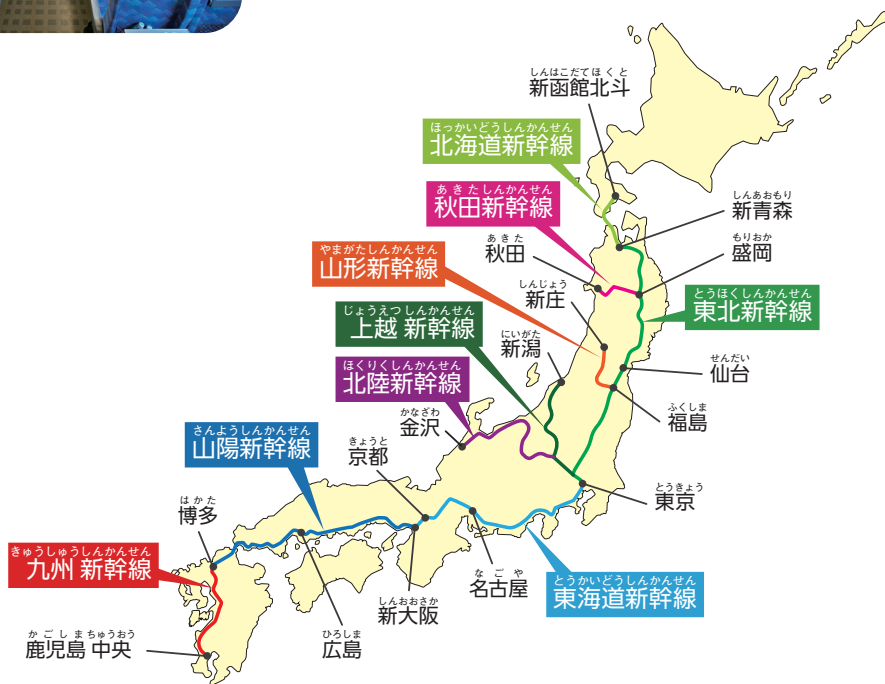 しんはこだてほくと
新函館北斗
ほっかいどうしんかんせん
北海道新幹線
あきたしんかんせん
秋田新幹線
しんあおもり
新青森
あきた
秋田
もりおか
盛岡
やまがたしんかんせん
山形新幹線
しんじょう
新庄
とうほくしんかんせん
東北新幹線
じょうえつしんかんせん
上越 新幹線
にいがた
新潟
せんだい
仙台
ほくりくしんかんせん
北陸新幹線
ふくしま
福島
かなざわ
金沢
さんようしんかんせん
山陽新幹線
きょうと
京都
とうきょう
東京
はかた
博多
きゅうしゅうしんかんせん
九州 新幹線
なごや
名古屋
とうかいどうしんかんせん
東海道新幹線
しんおおさか
新大阪
ひろしま
広島
かごしまちゅうおう
鹿児島 中央